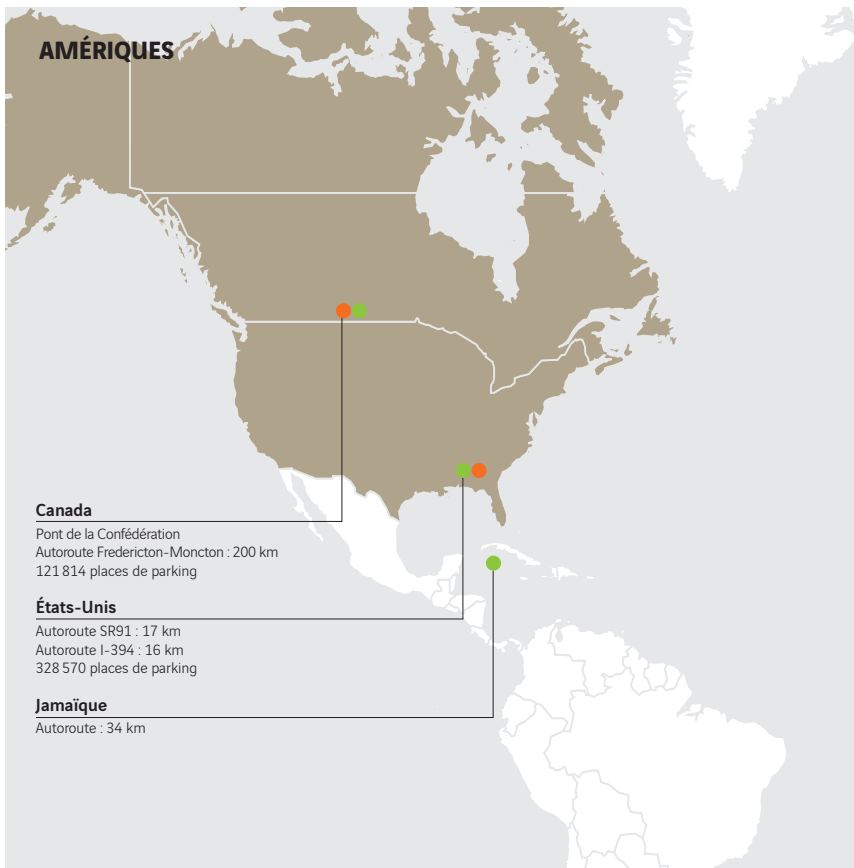 AMÉRIQUES
Canada
Pont de la Confédération
Autoroute Fredericton-Moncton : 200 km
121 814 places de parking
États-Unis
Autoroute SR91 : 17 km
Autoroute I-394 : 16 km
328 570 places de parking
Jamaïque
Autoroute : 34 km